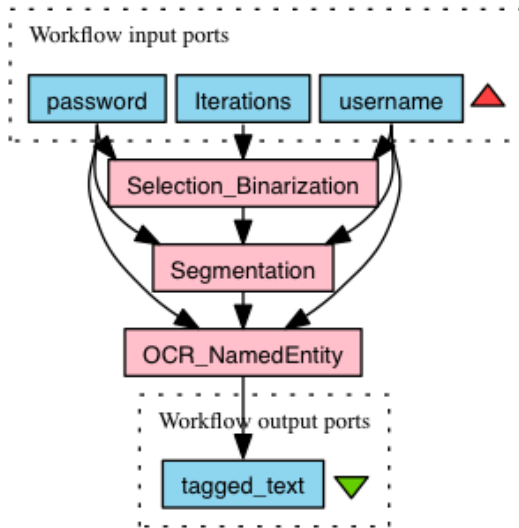 Workflow input ports
password Iterations username
Selection_Binarization
Segmentation
OCR_NamedEntity
Workflow output ports
tagged_text